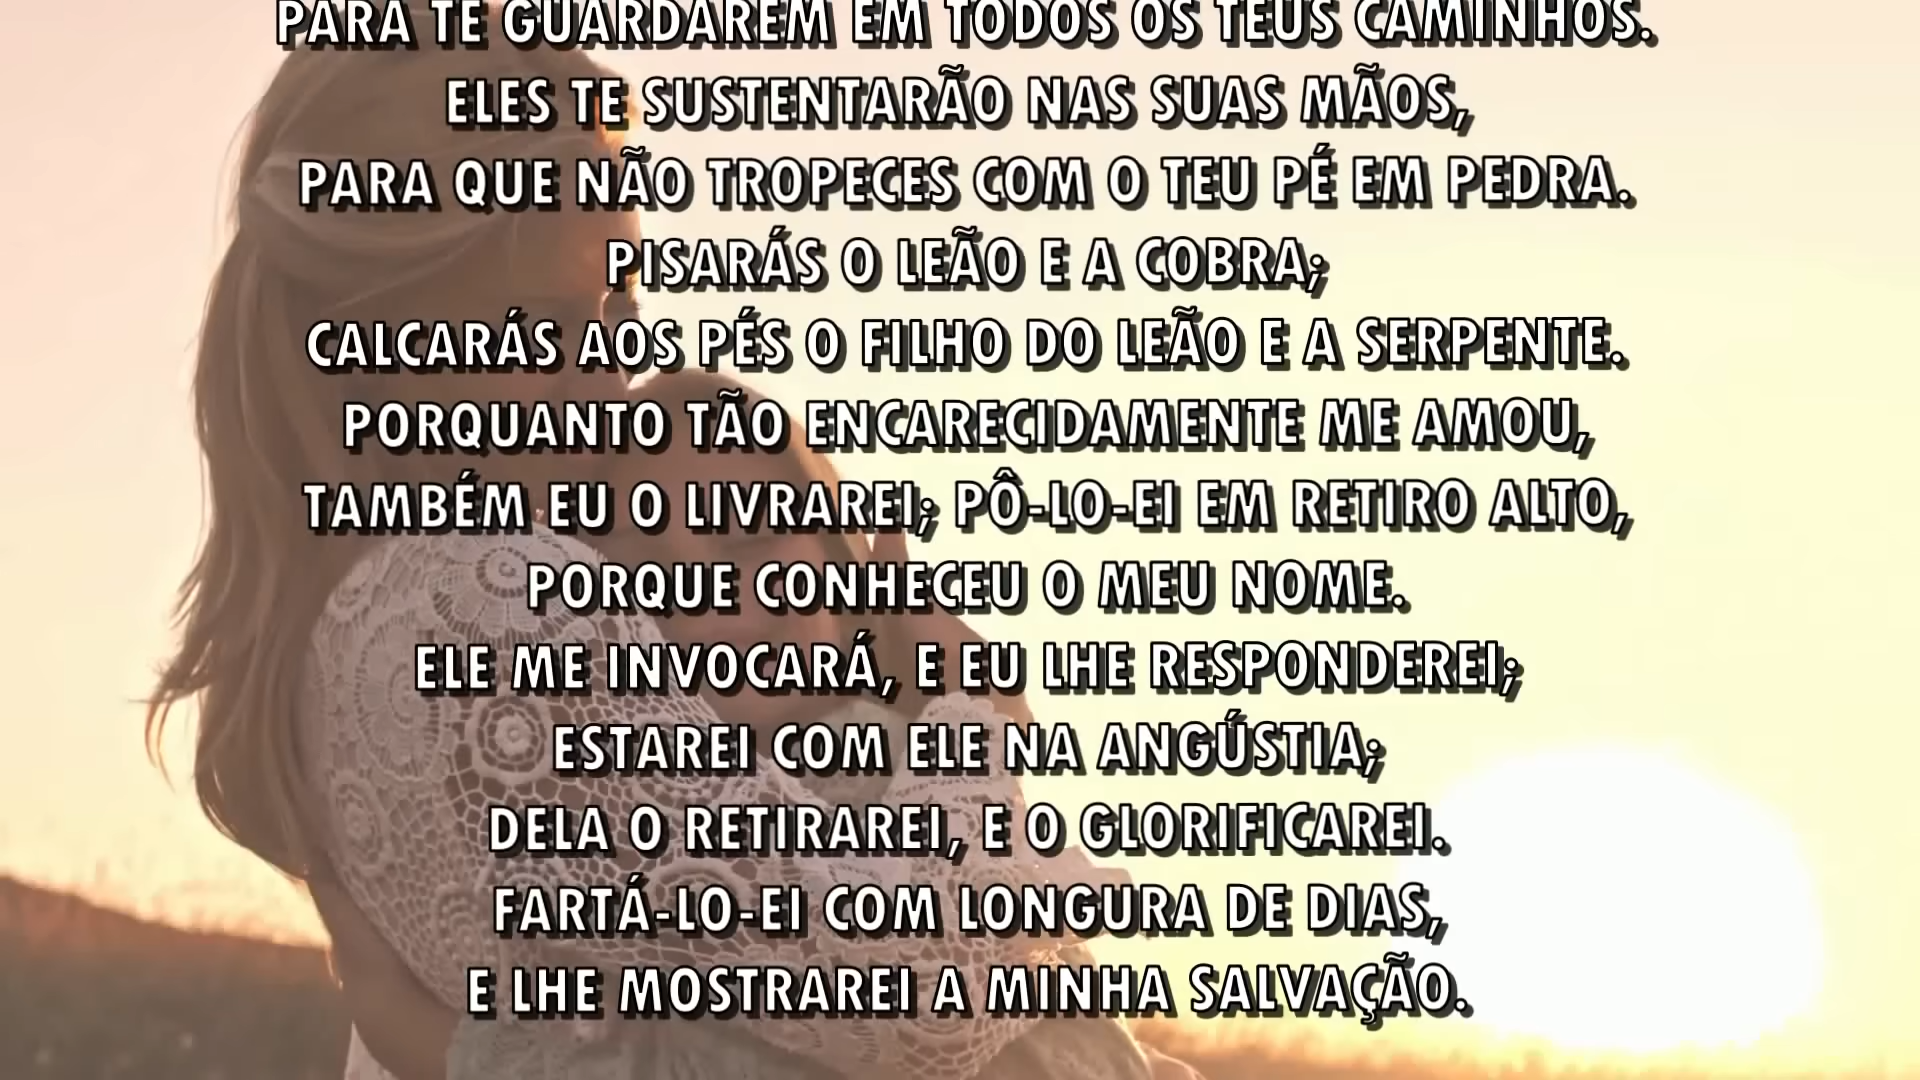 PARA TE GUARDAREM EM TODOS OS TEUS CAMINHOS.
ELES TE SUSTENTARÃO NAS SUAS MÃOS,
PARA QUE NÃO TROPECES COM O TEU PÉ EM PEDRA.
PISARÁS O LEÃO E A COBRA;
CALCARÁS AOS PÉS O FILHO DO LEÃO E A SERPENTE.
PORQUANTO TÃO ENCARECIDAMENTE ME AMOU,
TAMBÉM EU O LIVRAREI; PÔ-LO-EI EM RETIRO ALTO,
PORQUE CONHECEU O MEU NOME.
ELE ME INVOCARÁ, E EU LHE RESPONDEREI;
ESTAREI COM ELE NA ANGÚSTIA;
DELA O RETIRAREI, E O GLORIFICAREI.
FARTÁ-LO-EI COM LONGURA DE DIAS,
E LHE MOSTRAREI A MINHA SALVAÇÃO.